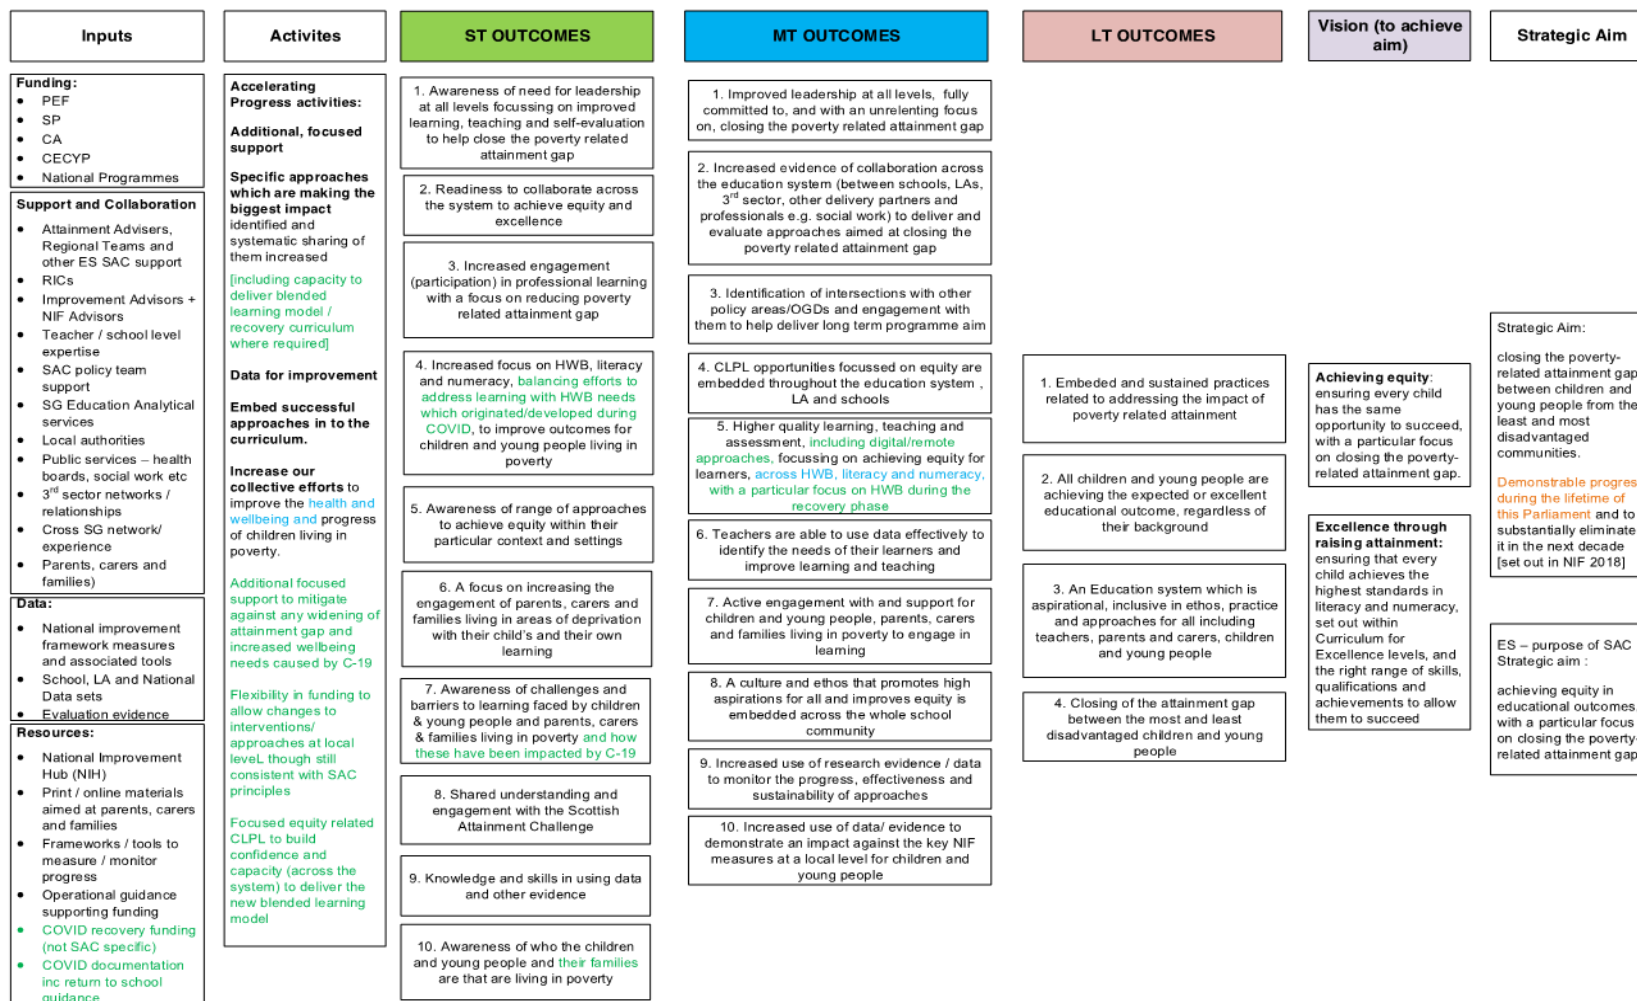 Inputs
Activites
ST OUTCOMES
MT OUTCOMES
LT OUTCOMES
Vision (to achieve
aim)
Strategic Aim
Funding:
• PEF
• SP
• CA
• CECYP
• National Programmes
Support and Collaboration
• Attainment Advisers,
Regional Teams and
other ES SAC support
• RICs
• Improvement Advisors +
NIF Advisors
• Teacher / school level
expertise
• SAC policy team
support
• SG Education Analytical
services
• Local authorities
• Public services – health
boards, social work etc
• 3rd sector networks /
relationships
• Cross SG network/
experience
• Parents, carers and
families)
Data:
• National improvement
framework measures
and associated tools
• School, LA and National
Data sets
• Evaluation evidence
Resources:
• National Improvement
Hub (NIH)
• Print / online materials
aimed at parents, carers
and families
• Frameworks / tools to
measure / monitor
progress
• Operational guidance
supporting funding
• COVID recovery funding
(not SAC specific)
• COVID documentation
inc return to school
guidance
Accelerating
Progress activities:
Additional, focused
support
Specific approaches
which are making the
biggest impact
identified and
systematic sharing of
them increased
[including capacity to
deliver blended
learning model /
recovery curriculum
where required]
Data for improvement
Embed successful
approaches in to the
curriculum.
Increase our
collective efforts to
improve the health and
wellbeing and progress
of children living in
poverty.
Additional focused
support to mitigate
against any widening of
attainment gap and
increased wellbeing
needs caused by C-19
Flexibility in funding to
allow changes to
interventions/
approaches at local
leveL though still
consistent with SAC
principles
Focused equity related
CLPL to build
confidence and
capacity (across the
system) to deliver the
new blended learning
model
1. Awareness of need for leadership
at all levels focussing on improved
learning, teaching and self-evaluation
to help close the poverty related
attainment gap
2. Readiness to collaborate across
the system to achieve equity and
excellence
3. Increased engagement
(participation) in professional learning
with a focus on reducing poverty
related attainment gap
4. Increased focus on HWB, literacy
and numeracy, balancing efforts to
address learning with HWB needs
which originated/developed during
COVID, to improve outcomes for
children and young people living in
poverty
5. Awareness of range of approaches
to achieve equity within their
particular context and settings
6. A focus on increasing the
engagement of parents, carers and
families living in areas of deprivation
with their child's and their own
learning
7. Awareness of challenges and
barriers to learning faced by children
& young people and parents, carers
& families living in poverty and how
these have been impacted by C-19
8. Shared understanding and
engagement with the Scottish
Attainment Challenge
9. Knowledge and skills in using data
and other evidence
10. Awareness of who the children
and young people and their families
are that are living in poverty
1. Improved leadership at all levels, fully
committed to, and with an unrelenting focus
on, closing the poverty related attainment gap
2. Increased evidence of collaboration across
the education system (between schools, LAs,
3rd sector, other delivery partners and
professionals e.g. social work) to deliver and
evaluate approaches aimed at closing the
poverty related attainment gap
3. Identification of intersections with other
policy areas/OGDs and engagement with
them to help deliver long term programme aim
4. CLPL opportunities focussed on equity are
embedded throughout the education system ,
LA and schools
5. Higher quality learning, teaching and
assessment, including digital/remote
approaches, focussing on achieving equity for
learners, across HWB, literacy and numeracy,
with a particular focus on HWB during the
recovery phase
6. Teachers are able to use data effectively to
identify the needs of their learners and
improve learning and teaching
7. Active engagement with and support for
children and young people, parents, carers
and families living in poverty to engage in
learning
8. A culture and ethos that promotes high
aspirations for all and improves equity is
embedded across the whole school
community
9. Increased use of research evidence / data
to monitor the progress, effectiveness and
sustainability of approaches
10. Increased use of data/ evidence to
demonstrate an impact against the key NIF
measures at a local level for children and
young people
1. Embeded and sustained practices
related to addressing the impact of
poverty related attainment
2. All children and young people are
achieving the expected or excellent
educational outcome, regardless of
their background
3. An Education system which is
aspirational, inclusive in ethos, practice
and approaches for all including
teachers, parents and carers, children
and young people
4. Closing of the attainment gap
between the most and least
disadvantaged children and young
people
Achieving equity:
ensuring every child
has the same
opportunity to succeed,
with a particular focus
on closing the poverty-
related attainment gap.
Excellence through
raising attainment:
ensuring that every
child achieves the
highest standards in
literacy and numeracy,
set out within
Curriculum for
Excellence levels, and
the right range of skills,
qualifications and
achievements to allow
them to succeed
Strategic Aim:
closing the poverty-
related attainment gap
between children and
young people from the
least and most
disadvantaged
communities.
Demonstrable progress
during the lifetime of
this Parliament and to
substantially eliminate
it in the next decade
[set out in NIF 2018]
ES – purpose of SAC
Strategic aim :
achieving equity in
educational outcomes,
with a particular focus
on closing the poverty-
related attainment gap